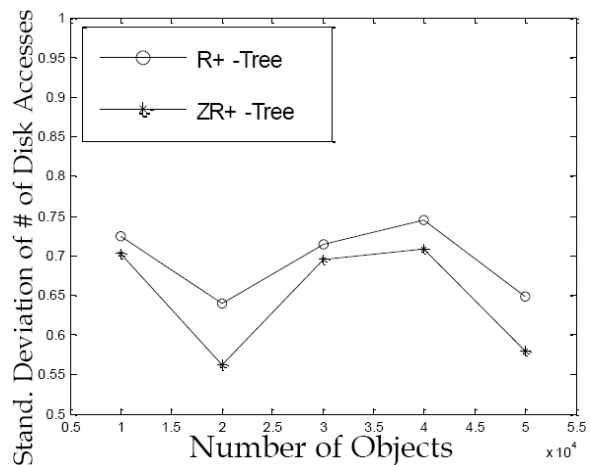 Stand. Deviation of # of Disk Accesses
1
0.95
0.9
0.85
0.8
0.75
0.7
0.65
0.6
0.55
0.5
R+ -Tree
ZR+ -Tree
0.5 1 1.5 2 2.5 3 3.5 4 4.5 5 5.5
Number of Objects
x 10^4